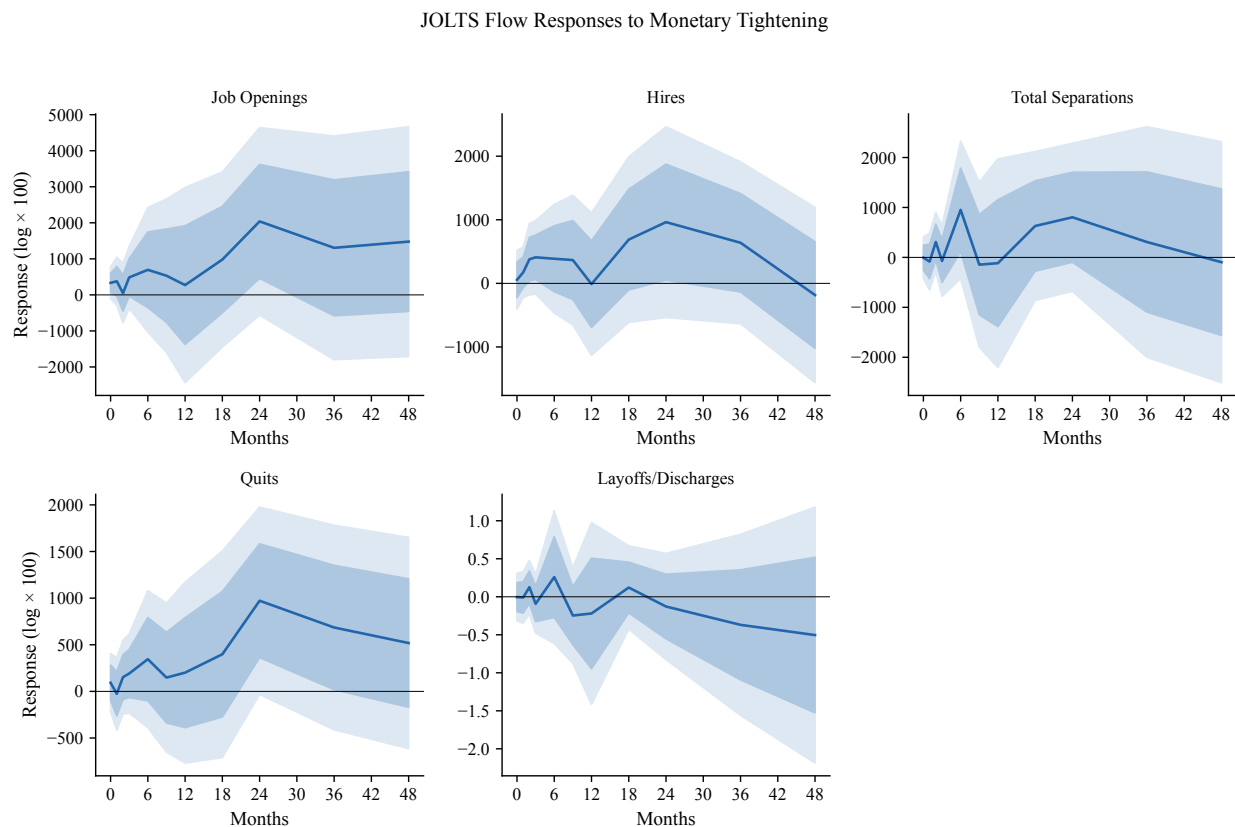 JOLTS Flow Responses to Monetary Tightening
Job Openings
Response (log × 100)
5000
4000
3000
2000
1000
0
−1000
−2000
0 6 12 18 24 30 36 42 48
Months
Hires
2000
1000
0
−1000
0 6 12 18 24 30 36 42 48
Months
Total Separations
2000
1000
0
−1000
−2000
0 6 12 18 24 30 36 42 48
Months
Quits
Response (log × 100)
2000
1500
1000
500
0
−500
0 6 12 18 24 30 36 42 48
Months
Layoffs/Discharges
1.0
0.5
0.0
−0.5
−1.0
−1.5
−2.0
0 6 12 18 24 30 36 42 48
Months